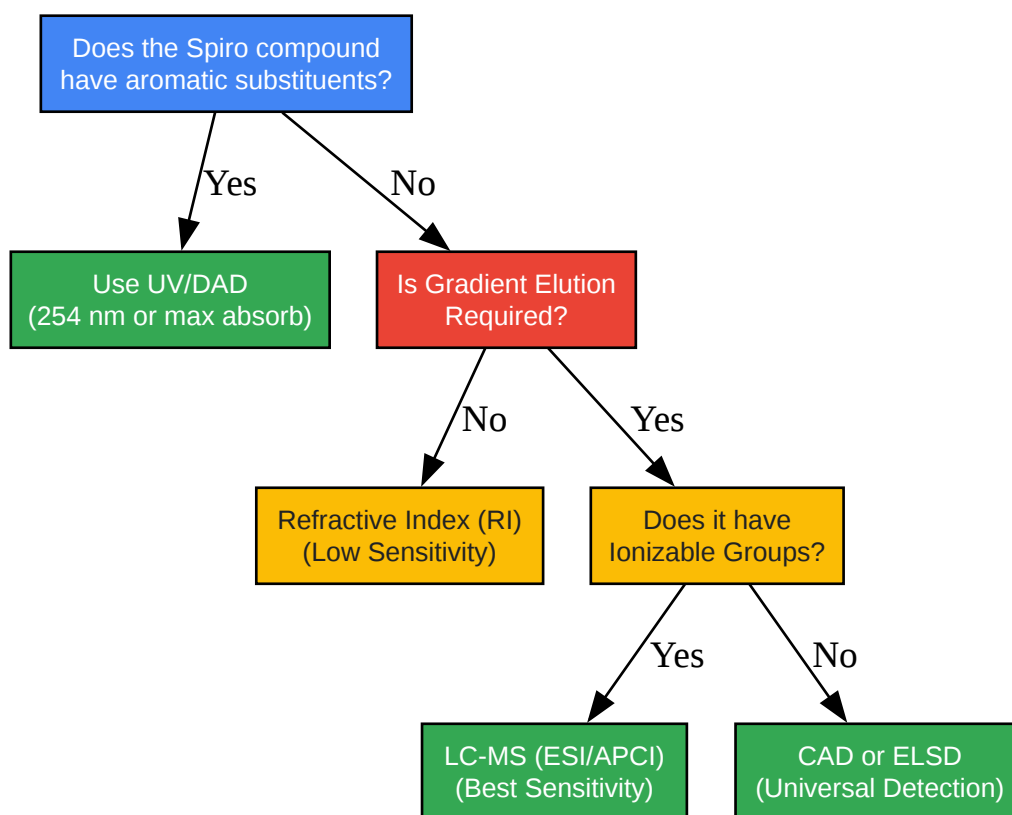 Does the Spiro compound
have aromatic substituents?
Yes
No
Use UV/DAD
(254 nm or max absorb)
Is Gradient Elution
Required?
No
Yes
Refractive Index (RI)
(Low Sensitivity)
Does it have
Ionizable Groups?
Yes
No
LC-MS (ESI/APCI)
(Best Sensitivity)
CAD or ELSD
(Universal Detection)